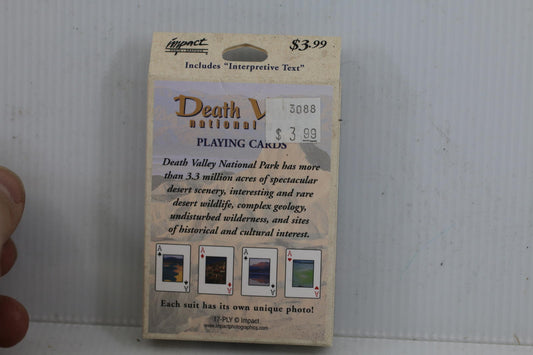 impact
$3.99
Includes "Interpretive Text"
Death V
national
3088
$ 3.99
PLAYING CARDS
Death Valley National Park has more
than 3.3 million acres of spectacular
desert scenery, interesting and rare
desert wildlife, complex geology,
undisturbed wilderness, and sites
of historical and cultural interest.
A A A A
A A A A
Each suit has its own unique photo!
17-PLY © Impact
www.impactphotographics.com